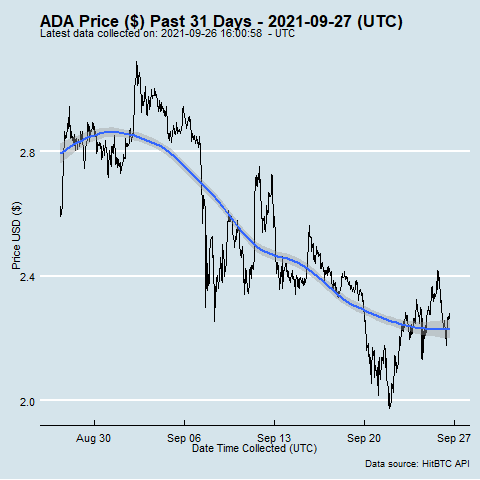 ADA Price ($) Past 31 Days - 2021-09-27 (UTC)
Latest data collected on: 2021-09-26 16:00:58  - UTC
2.8
2.4
2.0
Price USD ($)
Aug 30 Sep 06 Sep 13 Sep 20 Sep 27
Date Time Collected (UTC)
Data source: HitBTC API